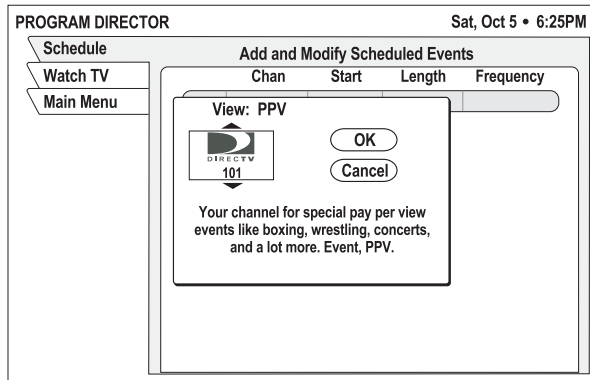 PROGRAM DIRECTOR Sat, Oct 5 • 6:25PM
Schedule
Add and Modify Scheduled Events
Watch TV
Chan Start Length Frequency
Main Menu
View: PPV
DIRECTV
101
OK
Cancel
Your channel for special pay per view
events like boxing, wrestling, concerts,
and a lot more. Event, PPV.